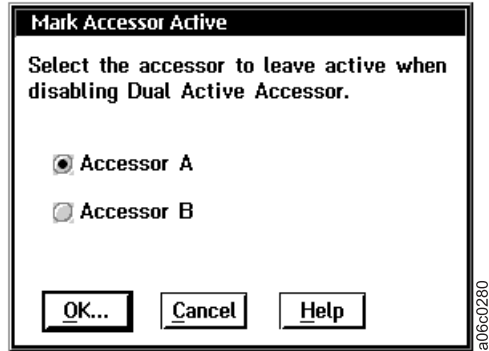 Mark Accessor Active
Select the accessor to leave active when
disabling Dual Active Accessor.
Accessor A
Accessor B
OK... Cancel Help
a06c0280